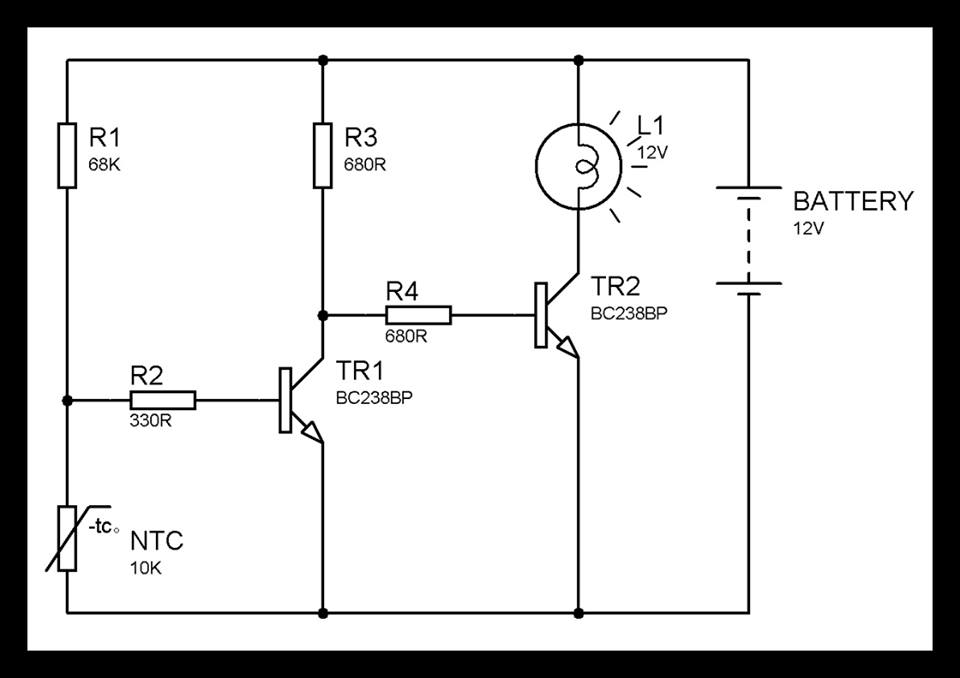 R1
68K
R3
680R
L1
12V
BATTERY
12V
R4
680R
TR2
BC238BP
R2
330R
TR1
BC238BP
-tc°
NTC
10K